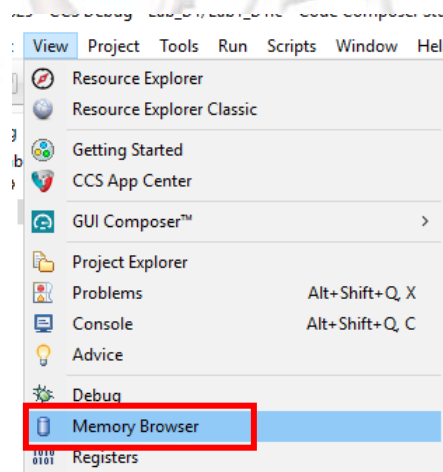 View Project Tools Run Scripts Window Hel
Resource Explorer
Resource Explorer Classic
Getting Started
CCS App Center
GUI Composer™ >
Project Explorer
Problems Alt+Shift+Q, X
Console Alt+Shift+Q, C
Advice
Debug
Memory Browser
Registers